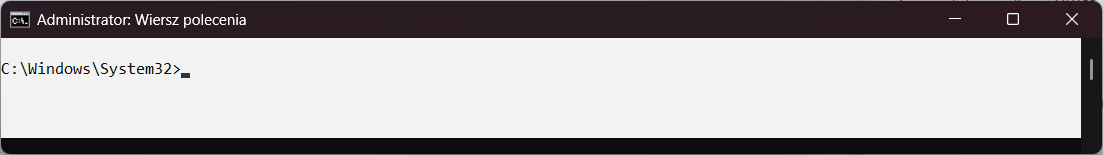 Administrator: Wiersz polecenia
C:\Windows\System32>